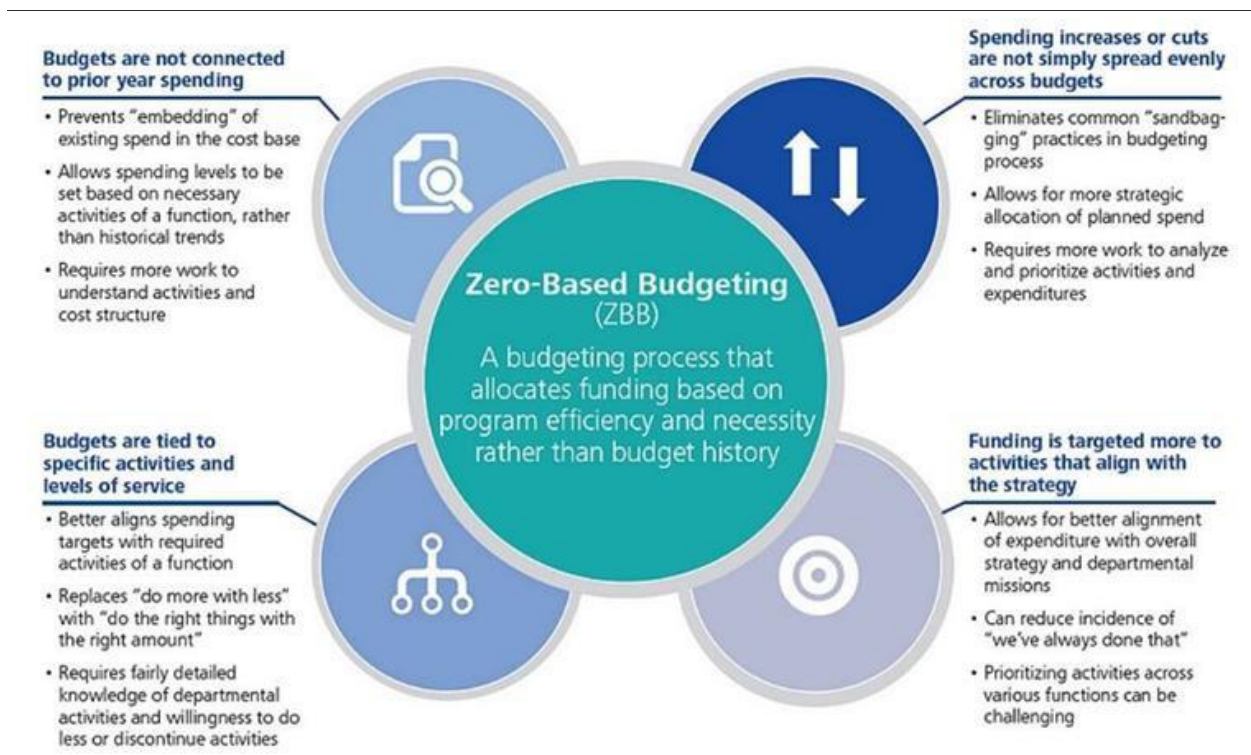 Budgets are not connected
to prior year spending
• Prevents “embedding” of
existing spend in the cost base
• Allows spending levels to be
set based on necessary
activities of a function, rather
than historical trends
• Requires more work to
understand activities and
cost structure
Spending increases or cuts
are not simply spread evenly
across budgets
• Eliminates common “sandbag-
ging” practices in budgeting
process
• Allows for more strategic
allocation of planned spend
• Requires more work to analyze
and prioritize activities and
expenditures
Zero-Based Budgeting
(ZBB)
A budgeting process that
allocates funding based on
program efficiency and necessity
rather than budget history
Budgets are tied to
specific activities and
levels of service
• Better aligns spending
targets with required
activities of a function
• Replaces “do more with less”
with “do the right things with
the right amount”
• Requires fairly detailed
knowledge of departmental
activities and willingness to do
less or discontinue activities
Funding is targeted more to
activities that align with
the strategy
• Allows for better alignment
of expenditure with overall
strategy and departmental
missions
• Can reduce incidence of
“we’ve always done that”
• Prioritizing activities across
various functions can be
challenging